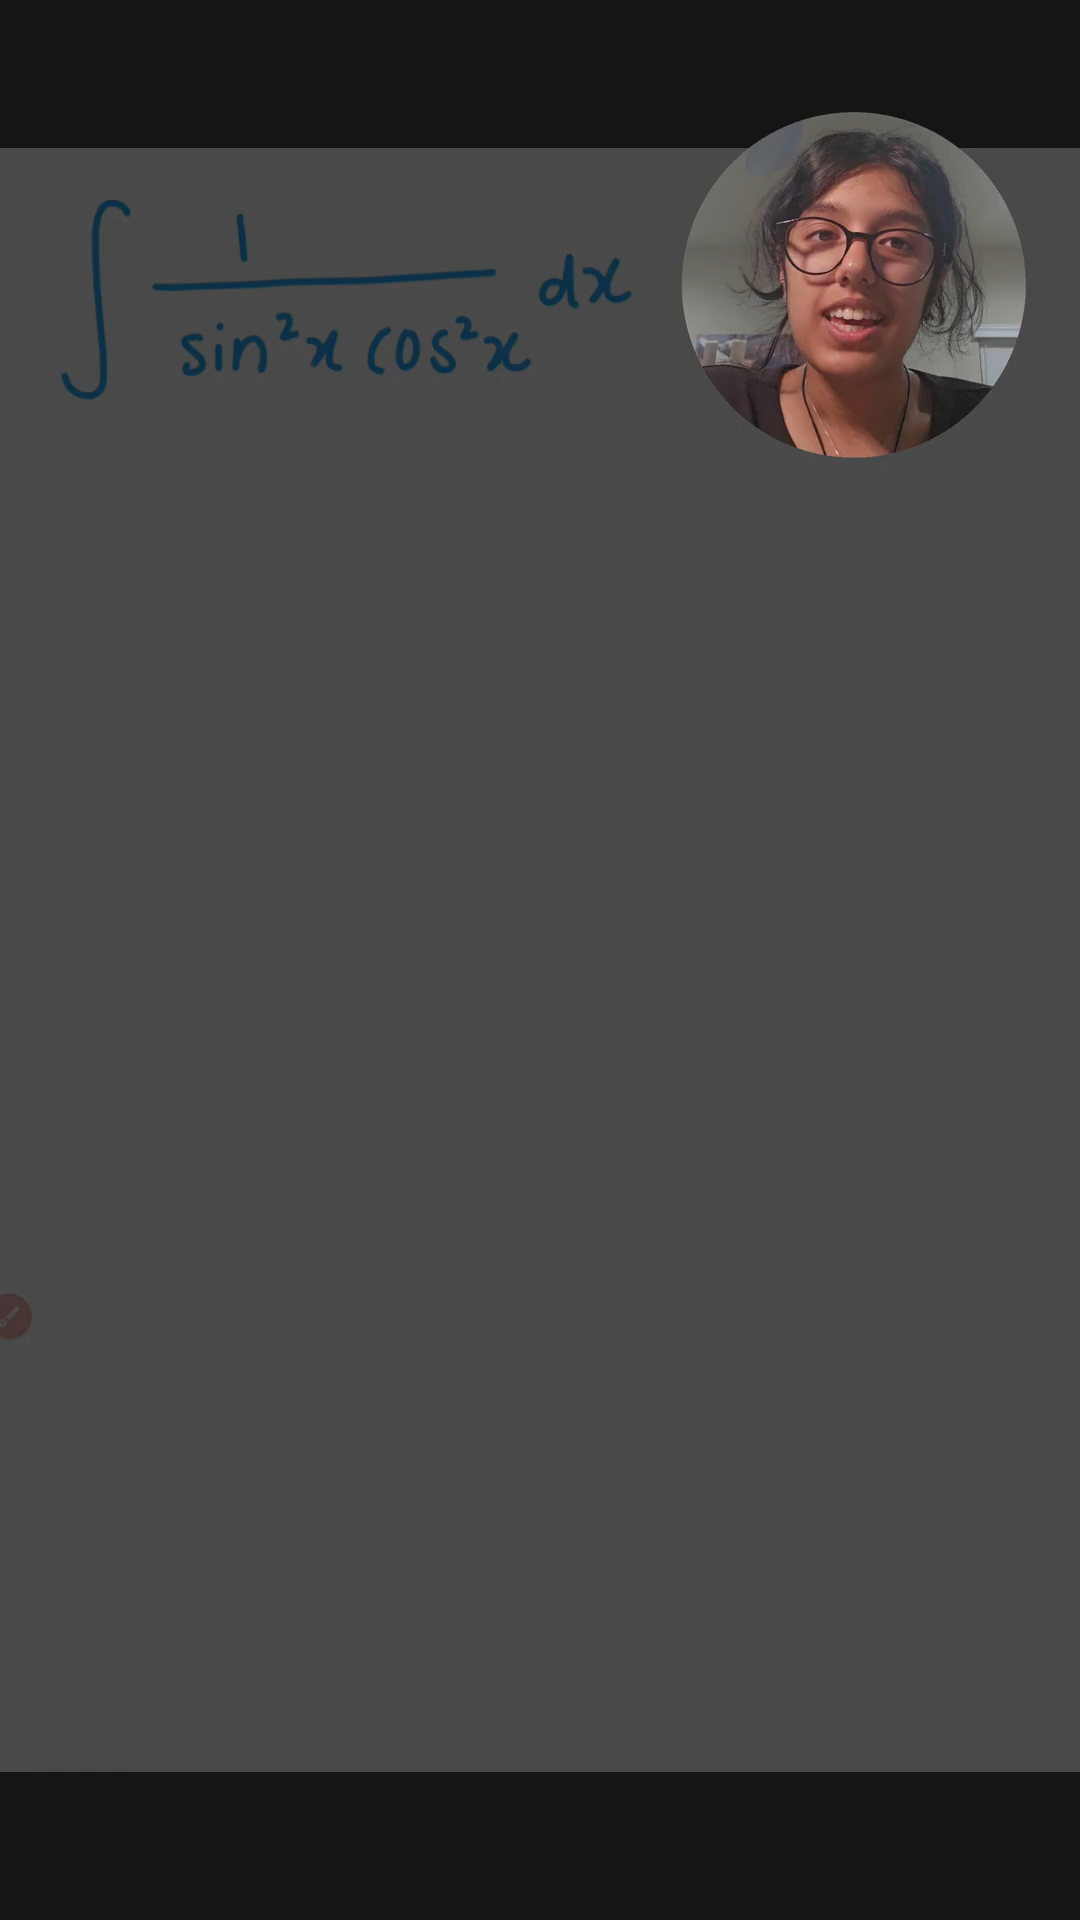 ∫ 1/(sin²x cos²x) dx